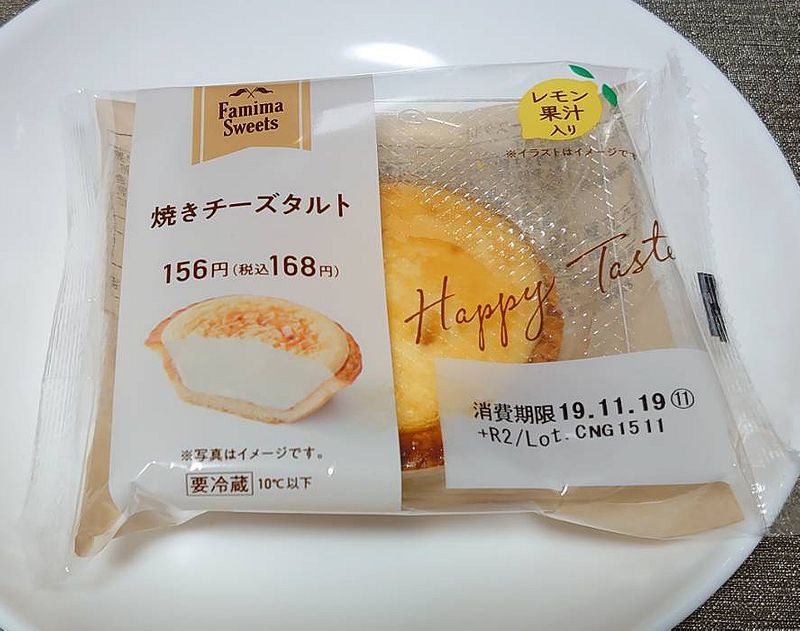 Famima
Sweets
焼きチーズタルト
156円(税込168円)
※写真はイメージです。
要冷蔵 10℃以下
レモン
果汁
入り
※イラストはイメージです
Happy Taste
消費期限19.11.19⑪
+R2/Lot.CNG1511